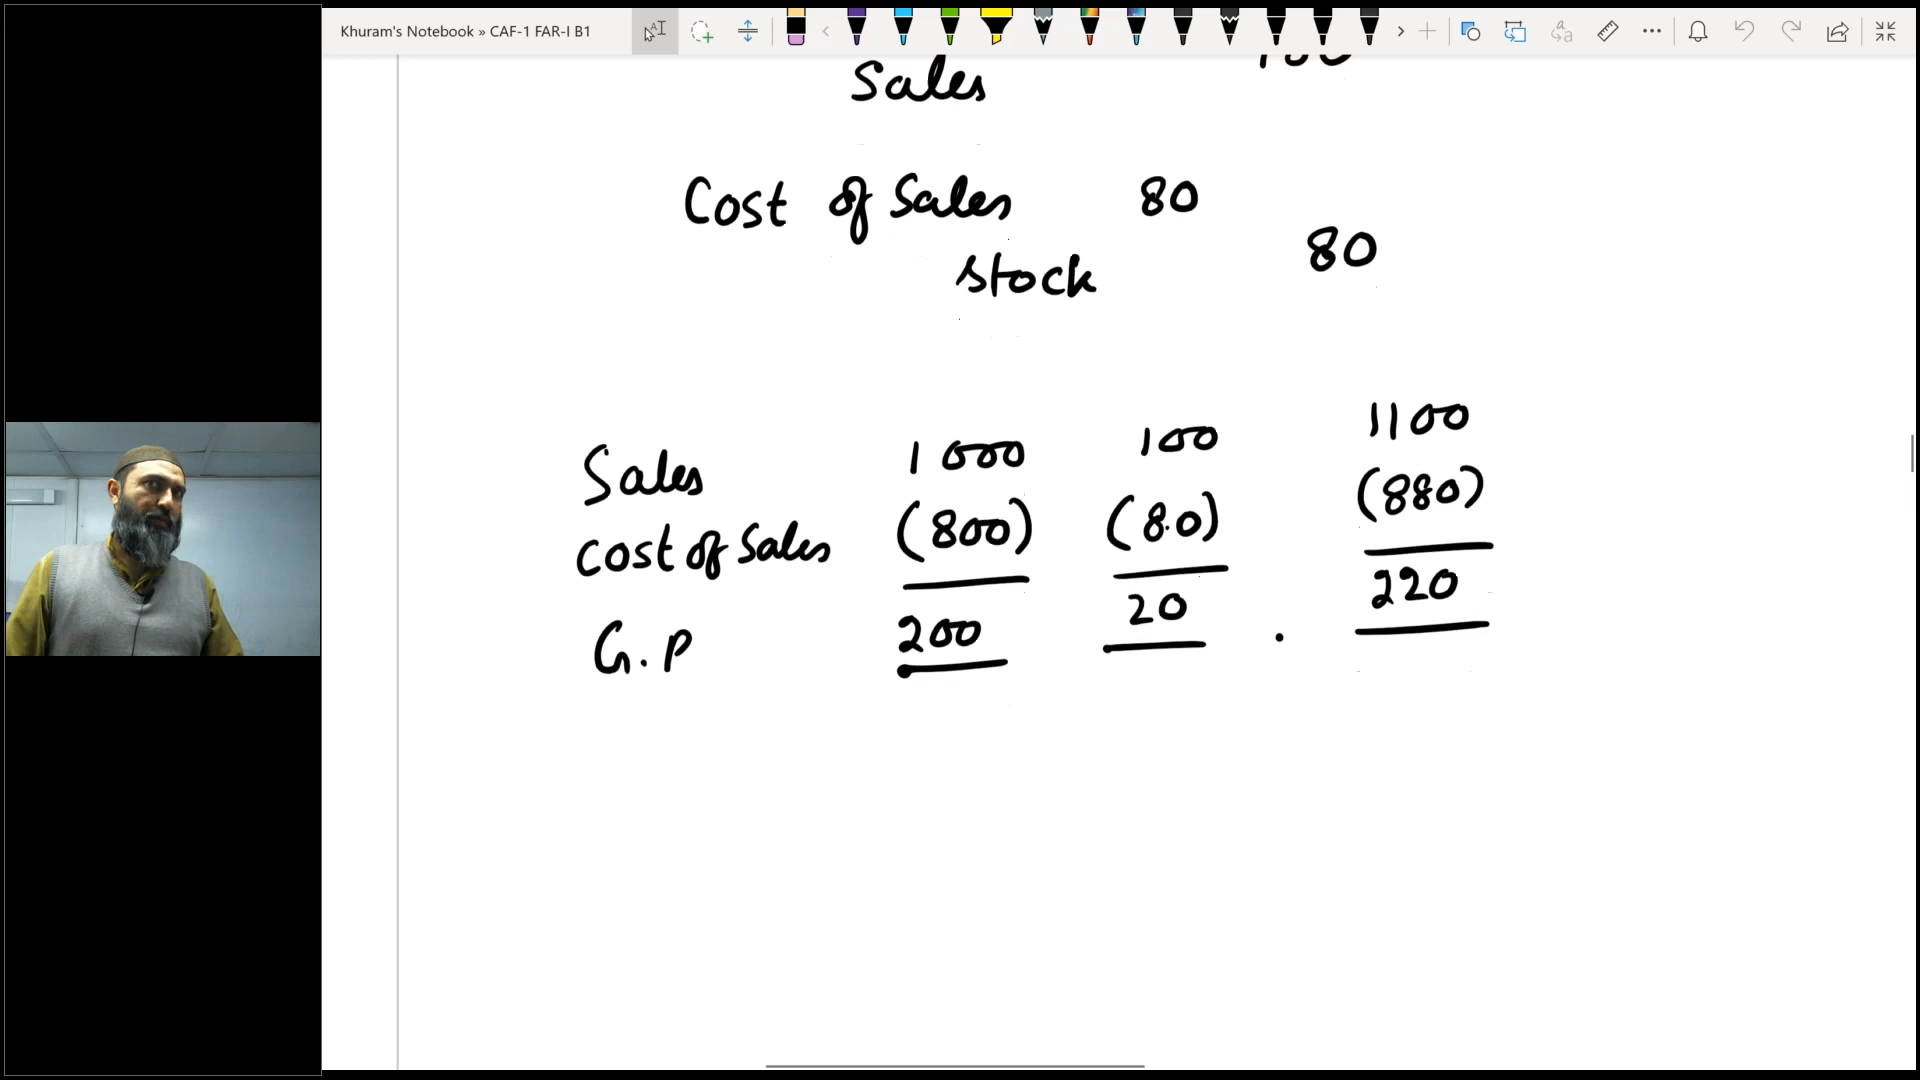 Khuram's Notebook » CAF-1 FAR-I B1
Sales 100
Cost of Sales 80
Stock 80
Sales 1000 100 1100
Cost of Sales (800) (80) (880)
G.P 200 20 220